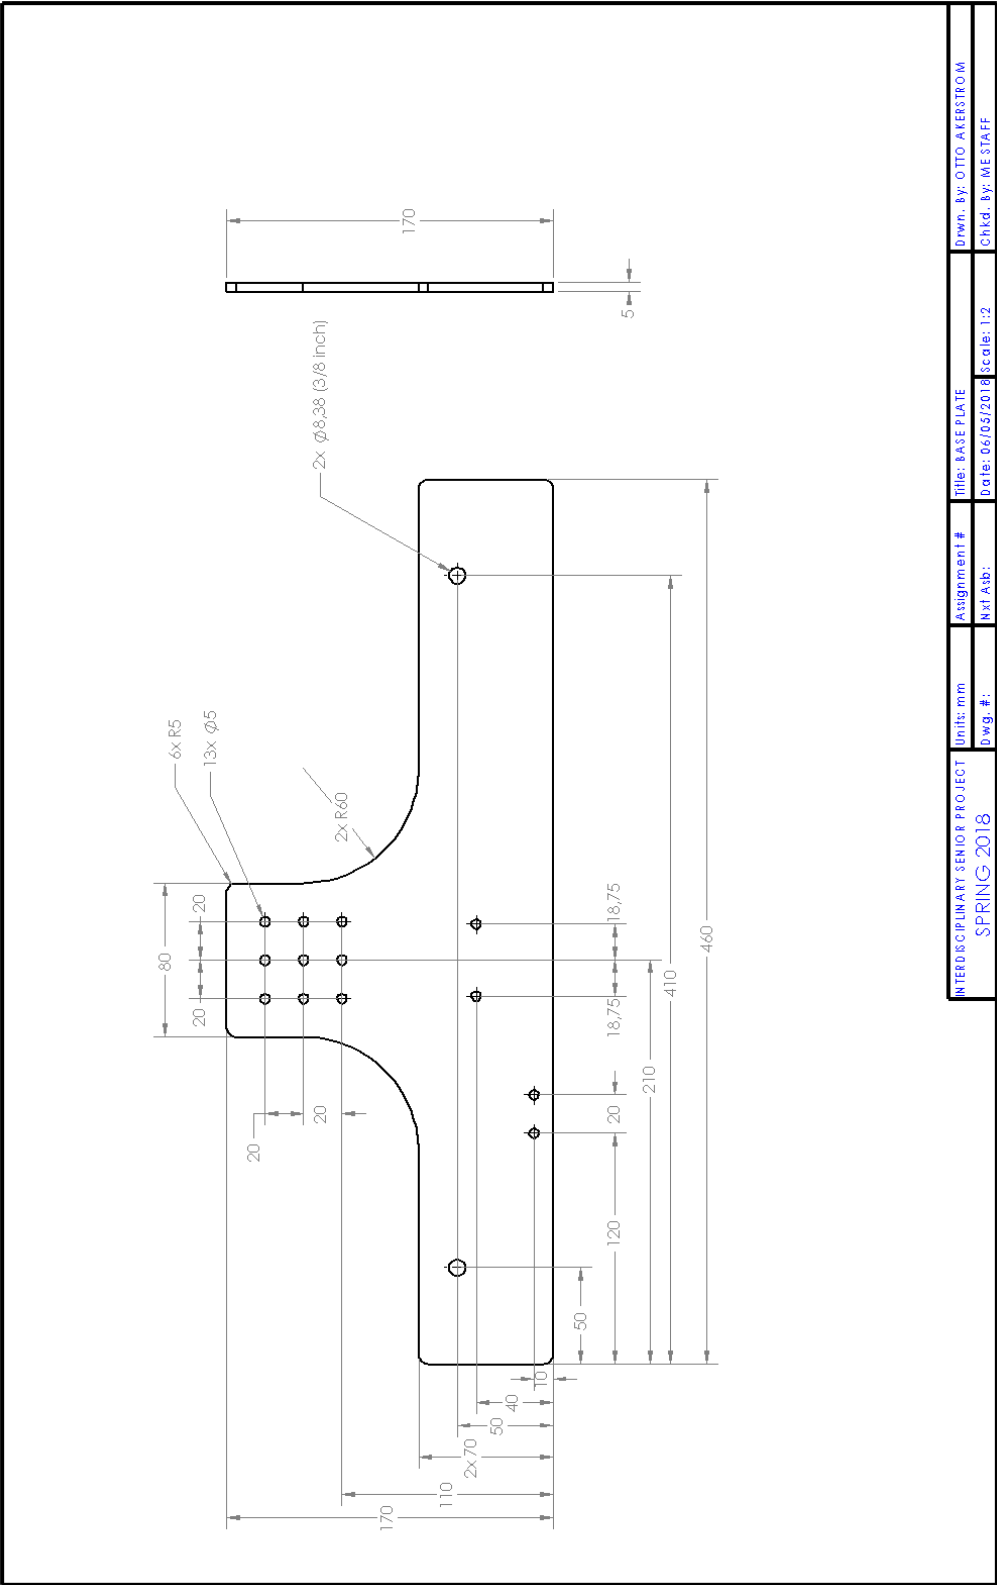 6x R5
13x Ø5
2x R60
2x Ø8,38 (3/8 inch)
80
20
20
20
20
170
110
2x 70
50
40
10
50
120
20
18,75
18,75
210
410
460
170
5
INTERDISCIPLINARY SENIOR PROJECT
SPRING 2018
Units: mm
Dwg. #:
Assignment #
Nxt Asb:
Title: BASE PLATE
Date: 06/05/2018
Scale: 1:2
Drwn. By: OTTO AKERSTROM
Chkd. By: ME STAFF